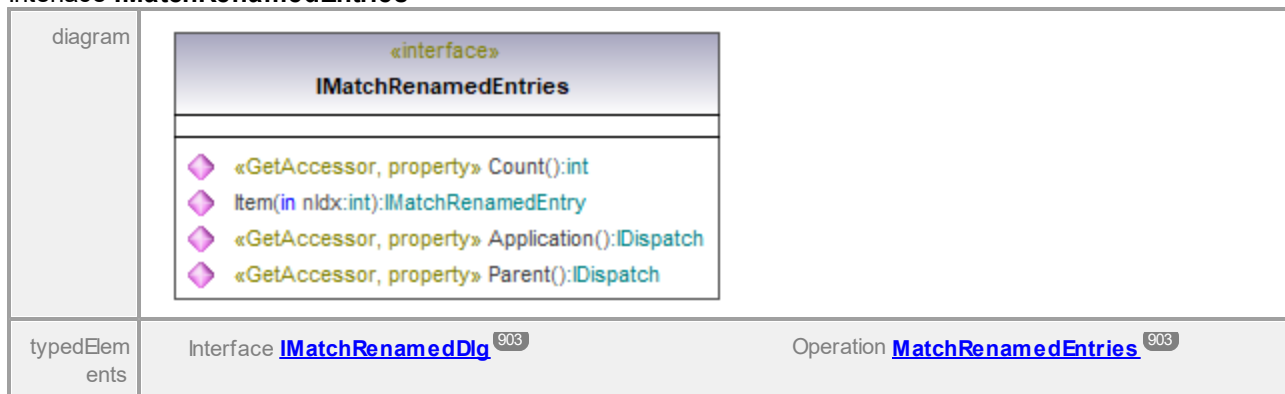 interface IMatchRenamedEntries
diagram
«interface»
IMatchRenamedEntries
«GetAccessor, property» Count():int
Item(in nIdx:int):IMatchRenamedEntry
«GetAccessor, property» Application():IDispatch
«GetAccessor, property» Parent():IDispatch
typedElem
ents
Interface IMatchRenamedDlg 903
Operation MatchRenamedEntries 903